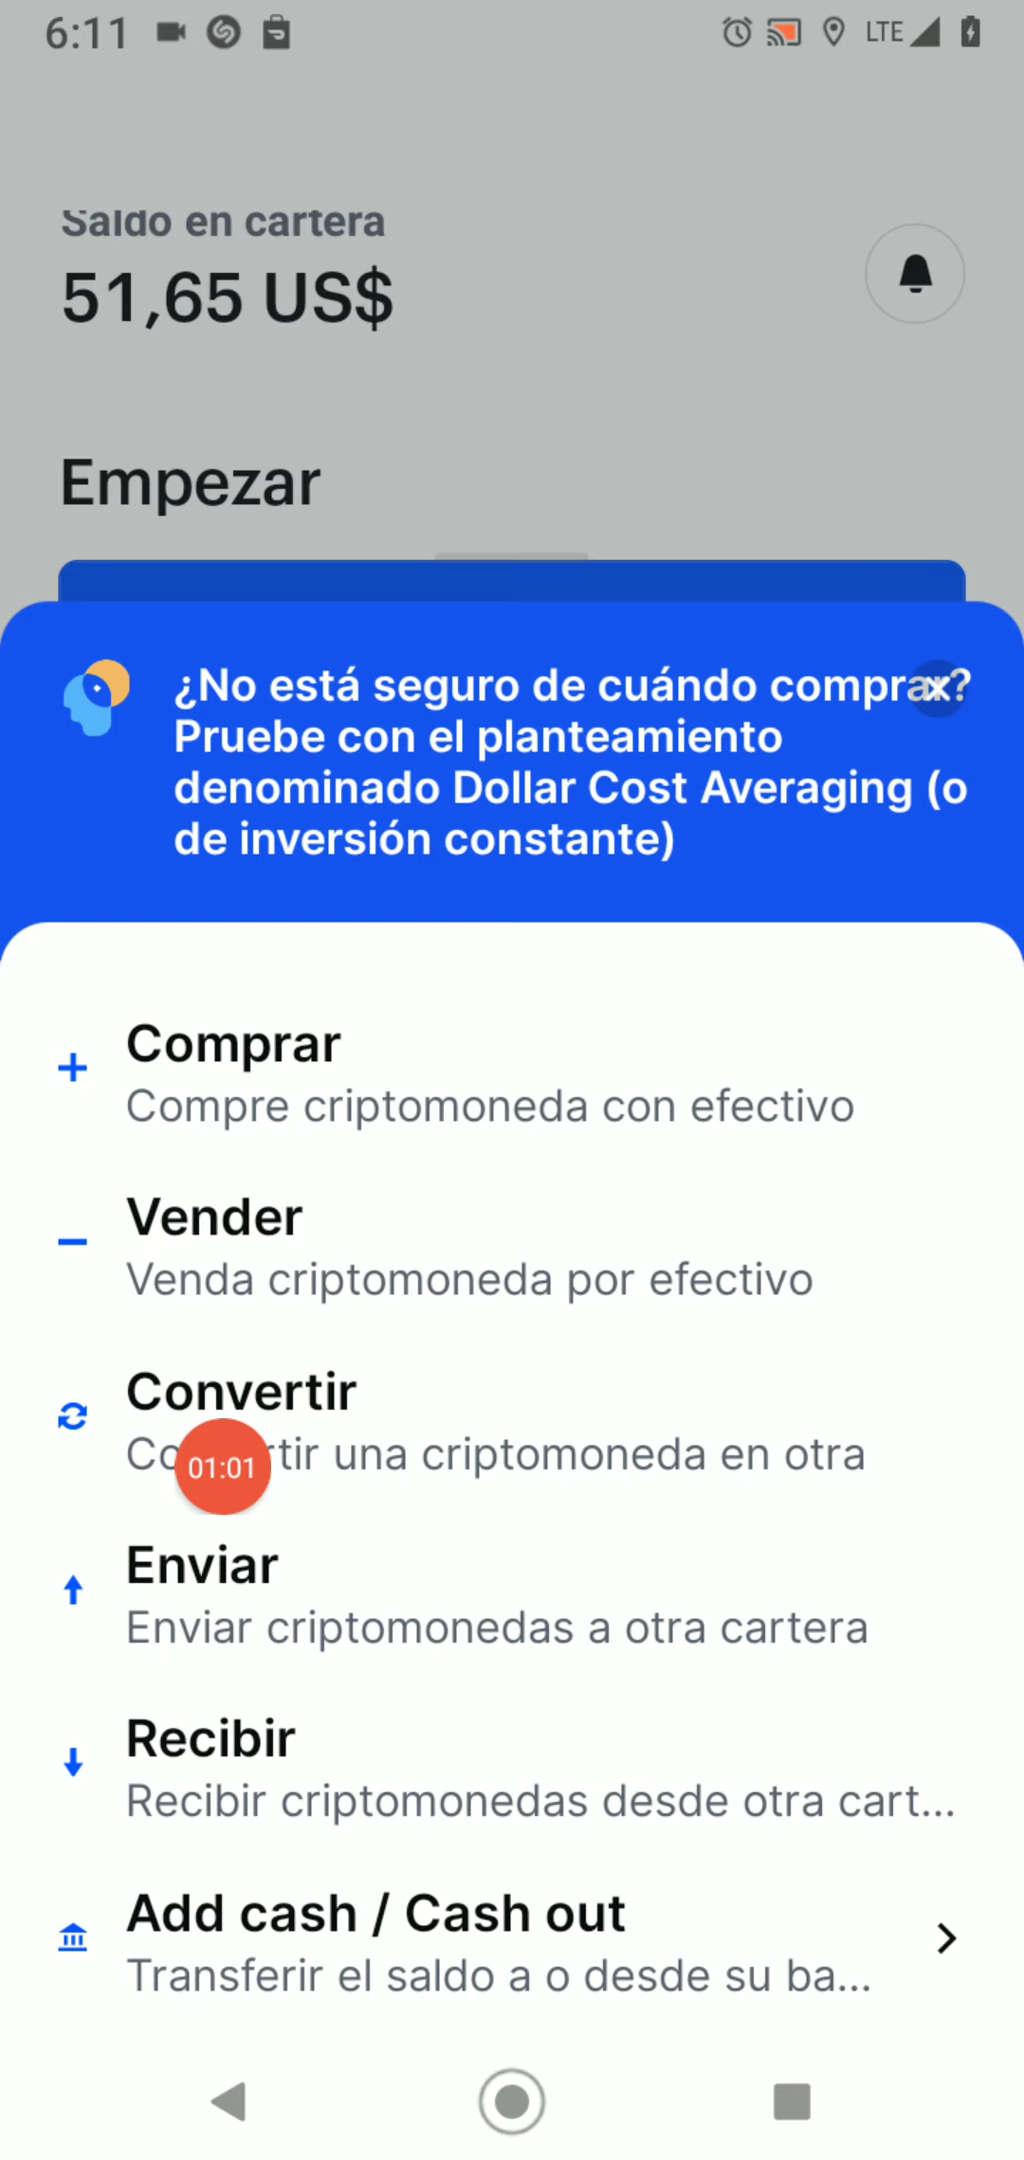 6:11
LTE
Saldo en cartera
51,65 US$
Empezar
¿No está seguro de cuándo comprar?
Pruebe con el planteamiento
denominado Dollar Cost Averaging (o
de inversión constante)
Comprar
Compre criptomoneda con efectivo
Vender
Venda criptomoneda por efectivo
Convertir
Co 01:01 tir una criptomoneda en otra
Enviar
Enviar criptomonedas a otra cartera
Recibir
Recibir criptomonedas desde otra cart...
Add cash / Cash out
Transferir el saldo a o desde su ba...